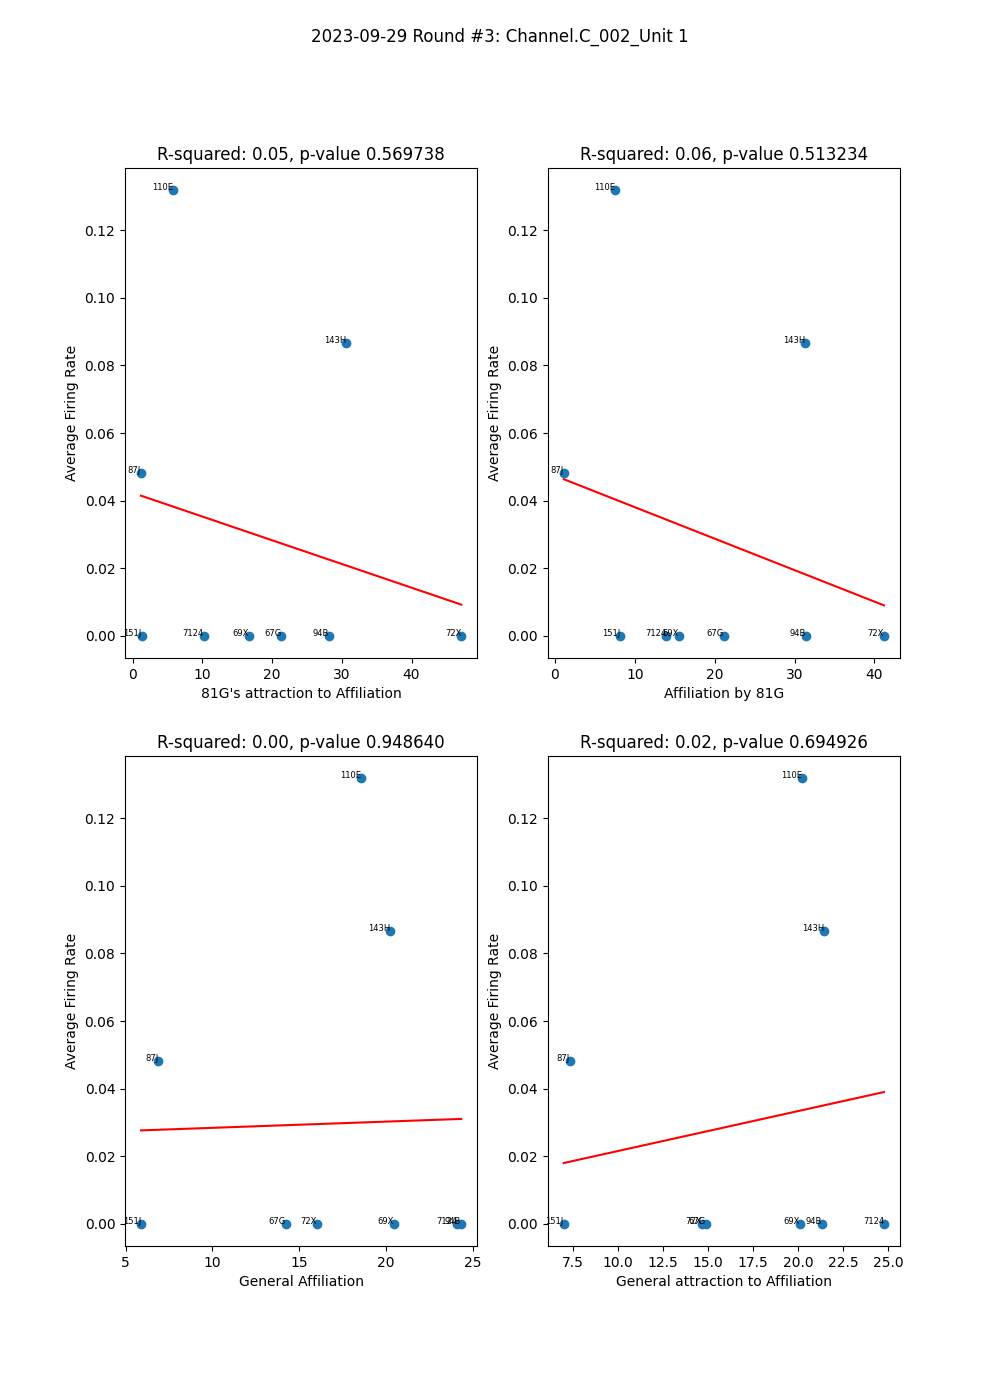 2023-09-29 Round #3: Channel.C_002_Unit 1
R-squared: 0.05, p-value 0.569738
110E
143H
87J
151J 7124 69X 67G 94B 72X
0.12
0.10
0.08
0.06
0.04
0.02
0.00
Average Firing Rate
0 10 20 30 40
81G's attraction to Affiliation
R-squared: 0.06, p-value 0.513234
110E
143H
87J
151J 7124 69X 67G 94B 72X
0.12
0.10
0.08
0.06
0.04
0.02
0.00
Average Firing Rate
0 10 20 30 40
Affiliation by 81G
R-squared: 0.00, p-value 0.948640
110E
143H
87J
151J 67G 72X 69X 7124 94B
0.12
0.10
0.08
0.06
0.04
0.02
0.00
Average Firing Rate
5 10 15 20 25
General Affiliation
R-squared: 0.02, p-value 0.694926
110E
143H
87J
151J 72X 67G 69X 94B 7124
0.12
0.10
0.08
0.06
0.04
0.02
0.00
Average Firing Rate
7.5 10.0 12.5 15.0 17.5 20.0 22.5 25.0
General attraction to Affiliation